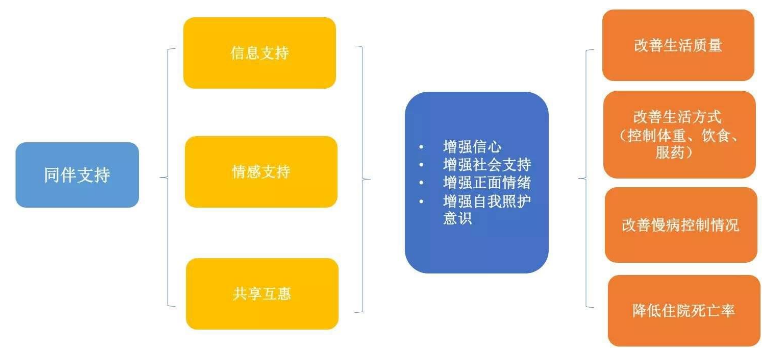 同伴支持
信息支持
情感支持
共享互惠
• 增强信心
• 增强社会支持
• 增强正面情绪
• 增强自我照护
意识
改善生活质量
改善生活方式
（控制体重、饮食、
服药）
改善慢病控制情况
降低住院死亡率